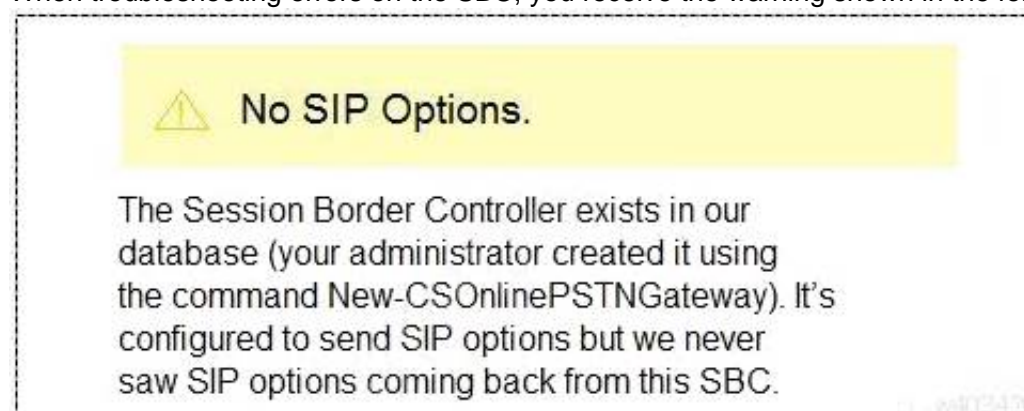 No SIP Options.
The Session Border Controller exists in our
database (your administrator created it using
the command New-CSOnlinePSTNGateway). It's
configured to send SIP options but we never
saw SIP options coming back from this SBC.